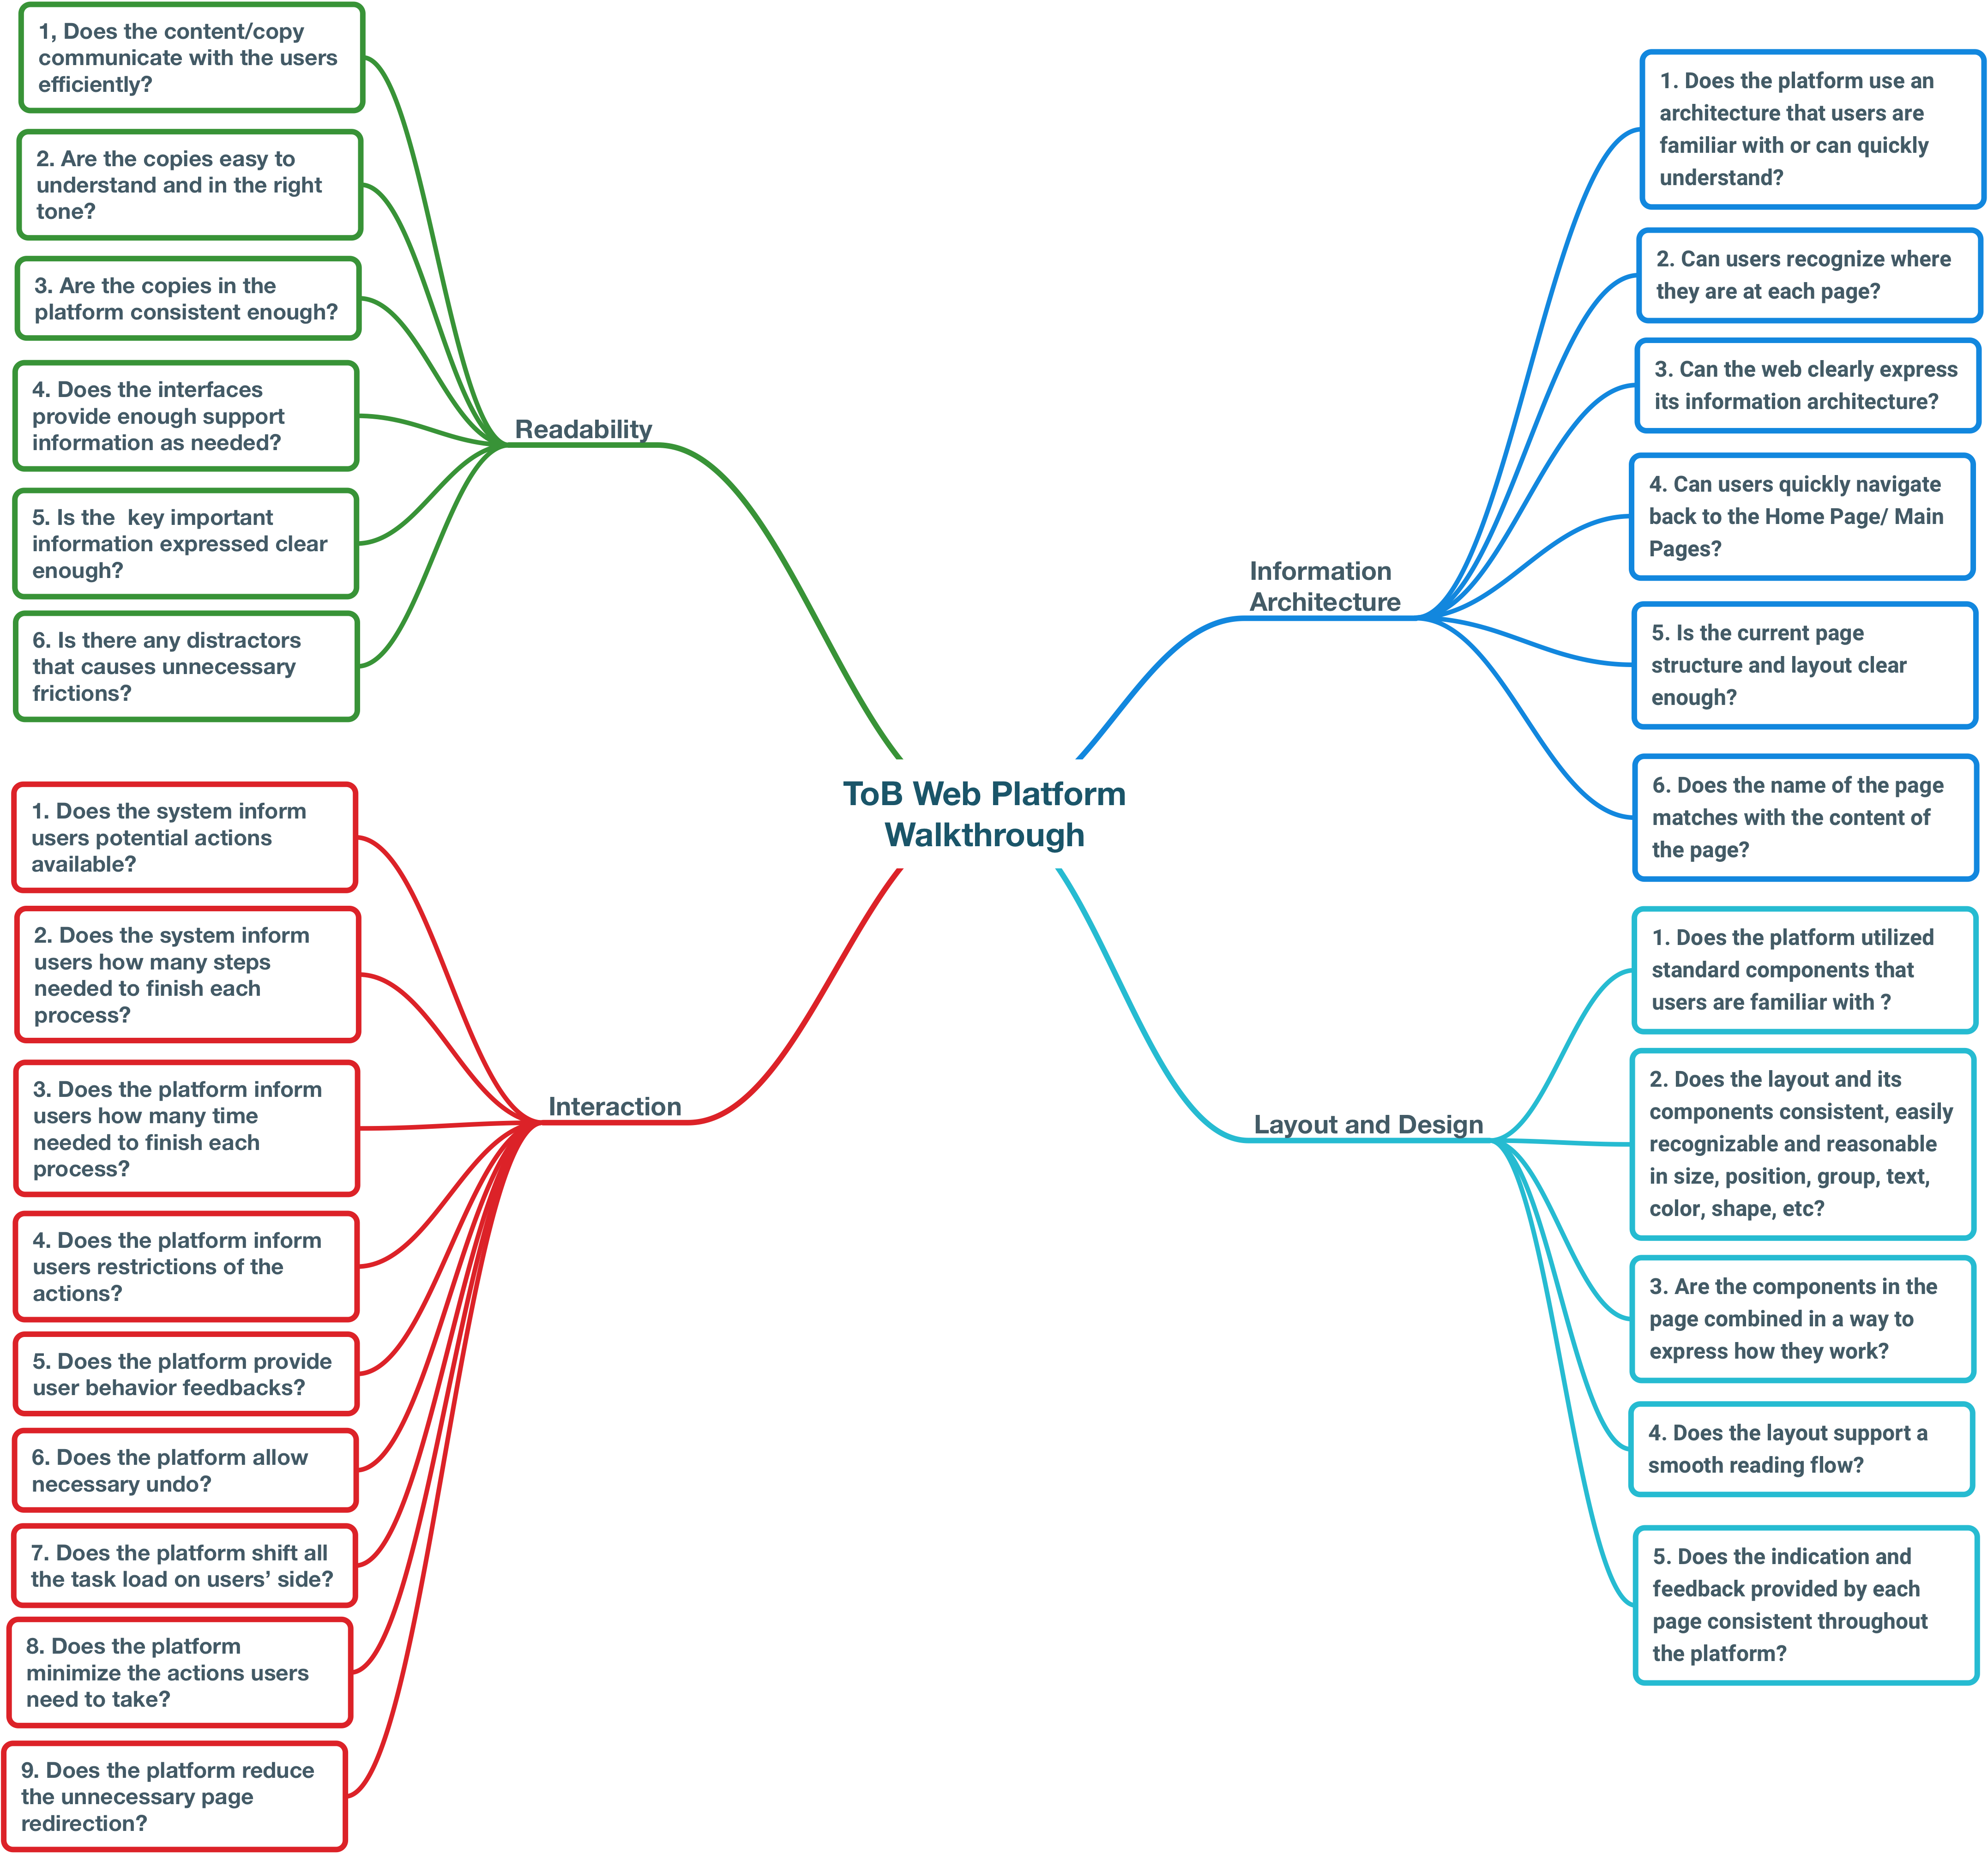 1, Does the content/copy
communicate with the users
efficiently?
2. Are the copies easy to
understand and in the right
tone?
3. Are the copies in the
platform consistent enough?
4. Does the interfaces
provide enough support
information as needed?
5. Is the  key important
information expressed clear
enough?
6. Is there any distractors
that causes unnecessary
frictions?
Readability
1. Does the system inform
users potential actions
available?
2. Does the system inform
users how many steps
needed to finish each
process?
3. Does the platform inform
users how many time
needed to finish each
process?
4. Does the platform inform
users restrictions of the
actions?
5. Does the platform provide
user behavior feedbacks?
6. Does the platform allow
necessary undo?
7. Does the platform shift all
the task load on users’ side?
8. Does the platform
minimize the actions users
need to take?
9. Does the platform reduce
the unnecessary page
redirection?
Interaction
ToB Web Platform
Walkthrough
Information
Architecture
1. Does the platform use an
architecture that users are
familiar with or can quickly
understand?
2. Can users recognize where
they are at each page?
3. Can the web clearly express
its information architecture?
4. Can users quickly navigate
back to the Home Page/ Main
Pages?
5. Is the current page
structure and layout clear
enough?
6. Does the name of the page
matches with the content of
the page?
Layout and Design
1. Does the platform utilized
standard components that
users are familiar with ?
2. Does the layout and its
components consistent, easily
recognizable and reasonable
in size, position, group, text,
color, shape, etc?
3. Are the components in the
page combined in a way to
express how they work?
4. Does the layout support a
smooth reading flow?
5. Does the indication and
feedback provided by each
page consistent throughout
the platform?